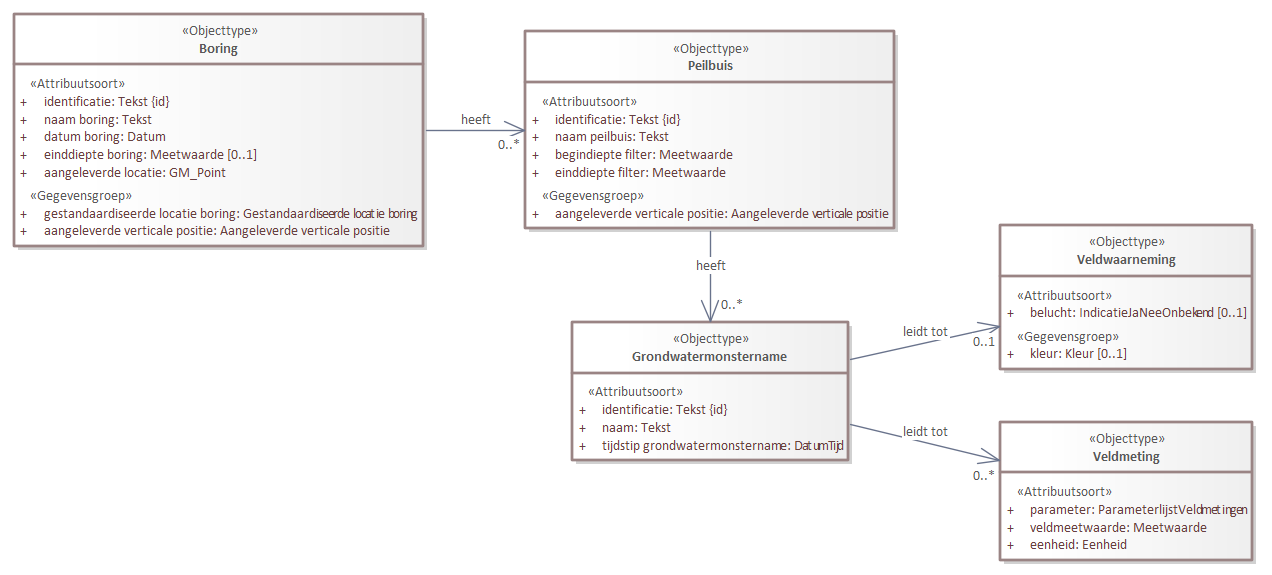 «Objecttype»
Boring
«Attribuutsoort»
+ identificatie: Tekst {id}
+ naam boring: Tekst
+ datum boring: Datum
+ einddiepte boring: Meetwaarde [0..1]
+ aangeleverde locatie: GM_Point
«Gegevensgroep»
+ gestandaardiseerde locatie boring: Gestandaardiseerde locatie boring
+ aangeleverde verticale positie: Aangeleverde verticale positie
heeft
0..*
«Objecttype»
Peilbuis
«Attribuutsoort»
+ identificatie: Tekst {id}
+ naam peilbuis: Tekst
+ begindiepte filter: Meetwaarde
+ einddiepte filter: Meetwaarde
«Gegevensgroep»
+ aangeleverde verticale positie: Aangeleverde verticale positie
heeft
0..*
«Objecttype»
Grondwatermonstername
«Attribuutsoort»
+ identificatie: Tekst {id}
+ naam: Tekst
+ tijdstip grondwatermonstername: DatumTijd
leidt tot
0..1
«Objecttype»
Veldwaarneming
«Attribuutsoort»
+ belucht: IndicatieJaNeeOnbekend [0..1]
«Gegevensgroep»
+ kleur: Kleur [0..1]
leidt tot
0..*
«Objecttype»
Veldmeting
«Attribuutsoort»
+ parameter: ParameterlijstVeldmetingen
+ veldmeetwaarde: Meetwaarde
+ eenheid: Eenheid